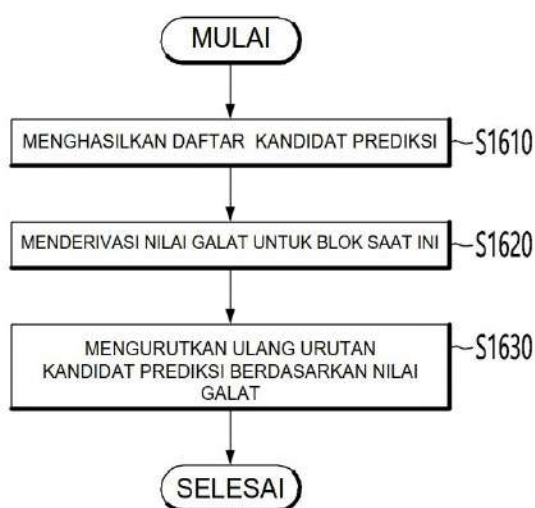 MULAI
MENGHASILKAN DAFTAR KANDIDAT PREDIKSI
S1610
MENDERIVASI NILAI GALAT UNTUK BLOK SAAT INI
S1620
MENGURUTKAN ULANG URUTAN
KANDIDAT PREDIKSI BERDASARKAN NILAI
GALAT
S1630
SELESAI